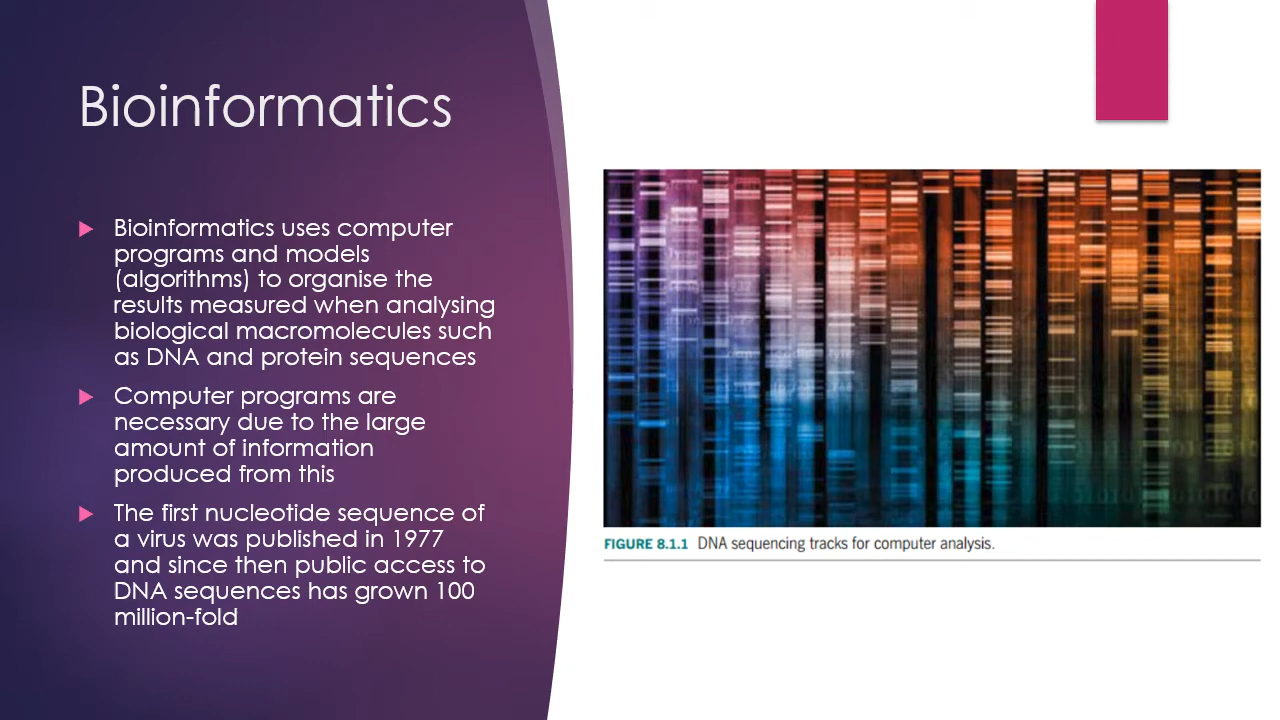 Bioinformatics
Bioinformatics uses computer
programs and models
(algorithms) to organise the
results measured when analysing
biological macromolecules such
as DNA and protein sequences
Computer programs are
necessary due to the large
amount of information
produced from this
The first nucleotide sequence of
a virus was published in 1977
and since then public access to
DNA sequences has grown 100
million-fold
FIGURE 8.1.1 DNA sequencing tracks for computer analysis.